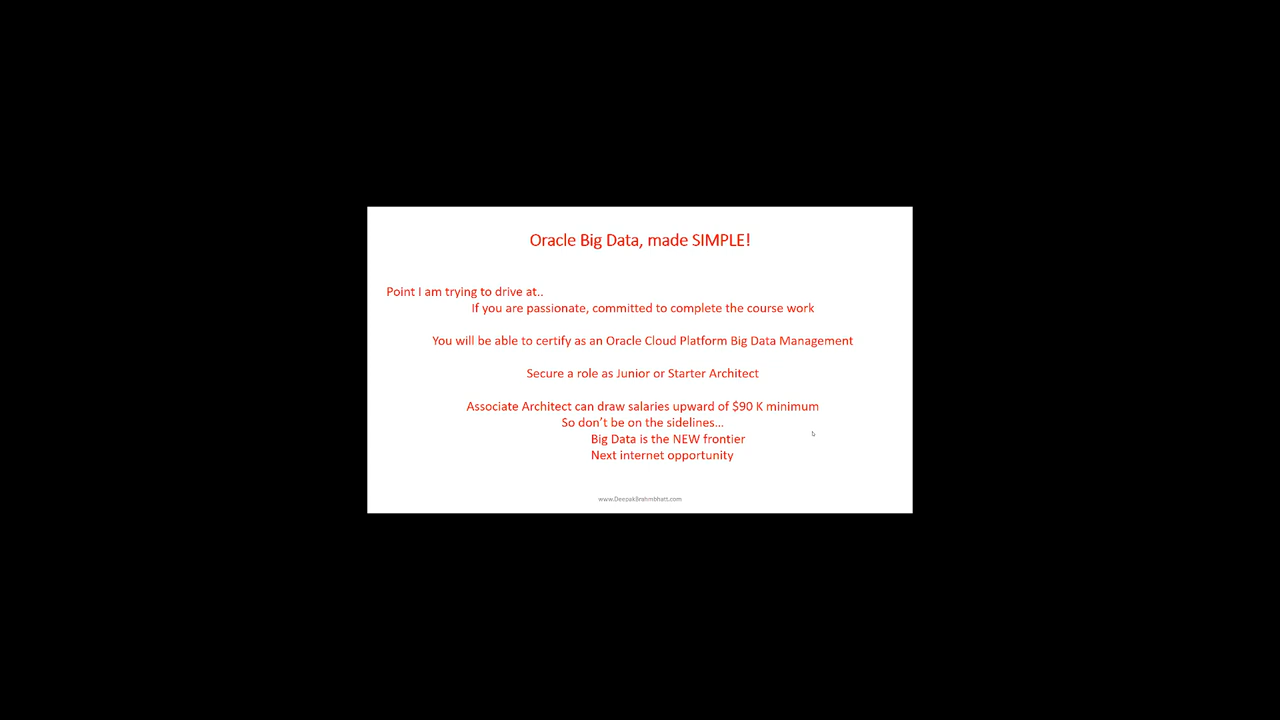 Oracle Big Data, made SIMPLE!
Point I am trying to drive at..
If you are passionate, committed to complete the course work
You will be able to certify as an Oracle Cloud Platform Big Data Management
Secure a role as Junior or Starter Architect
Associate Architect can draw salaries upward of $90 K minimum
So don't be on the sidelines…
Big Data is the NEW frontier
Next internet opportunity
www.DeepakBrahmbhatt.com